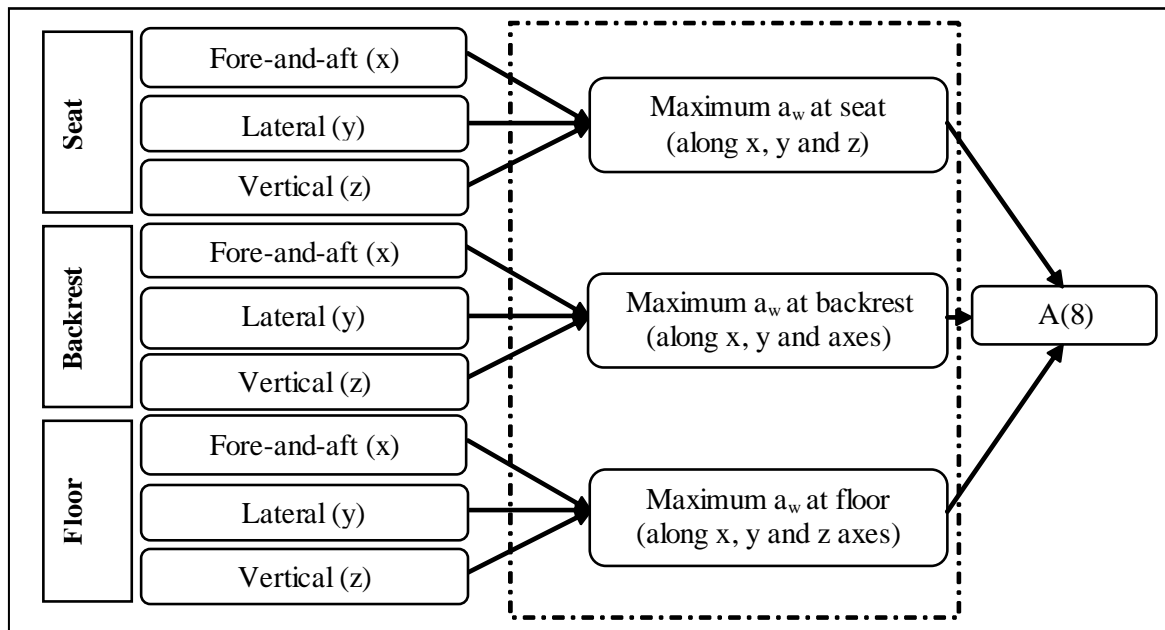 Seat
Fore-and-aft (x)
Lateral (y)
Vertical (z)
Maximum a_w at seat
(along x, y and z)
Backrest
Fore-and-aft (x)
Lateral (y)
Vertical (z)
Maximum a_w at backrest
(along x, y and axes)
A(8)
Floor
Fore-and-aft (x)
Lateral (y)
Vertical (z)
Maximum a_w at floor
(along x, y and z axes)